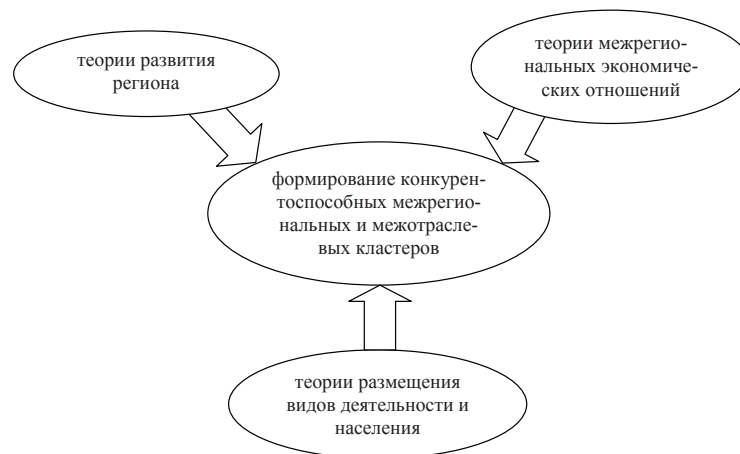 теории развития
региона
теории межрегио-
нальных экономиче-
ских отношений
формирование конкурен-
тоспособных межрегио-
нальных и межотрасле-
вых кластеров
теории размещения
видов деятельности и
населения